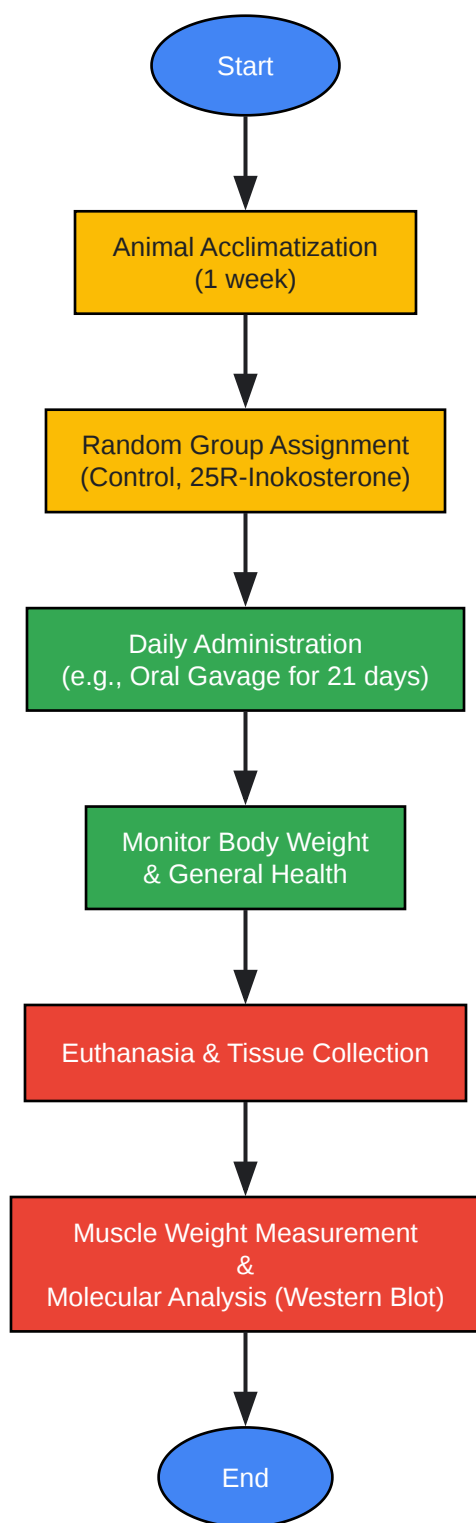 Start
Animal Acclimatization
(1 week)
Random Group Assignment
(Control, 25R-Inokosterone)
Daily Administration
(e.g., Oral Gavage for 21 days)
Monitor Body Weight
& General Health
Euthanasia & Tissue Collection
Muscle Weight Measurement
&
Molecular Analysis (Western Blot)
End